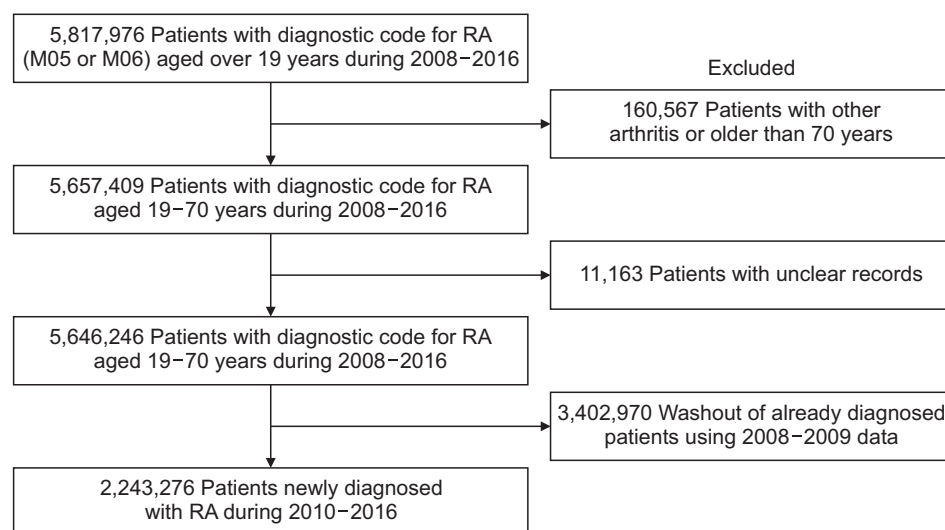 5,817,976 Patients with diagnostic code for RA
(M05 or M06) aged over 19 years during 2008−2016
Excluded
160,567 Patients with other
arthritis or older than 70 years
5,657,409 Patients with diagnostic code for RA
aged 19−70 years during 2008−2016
11,163 Patients with unclear records
5,646,246 Patients with diagnostic code for RA
aged 19−70 years during 2008−2016
3,402,970 Washout of already diagnosed
patients using 2008−2009 data
2,243,276 Patients newly diagnosed
with RA during 2010−2016